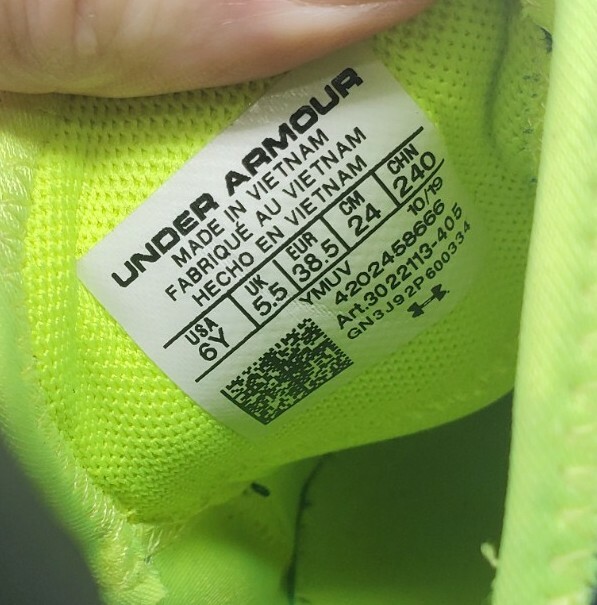 UNDER ARMOUR
MADE IN VIETNAM
FABRIQUÉ AU VIETNAM
HECHO EN VIETNAM
USA UK EUR CM CHN
6Y 5.5 38.5 24 240
YMUV 10/19
4202458666
Art.3022113-405
GN3J92P600334